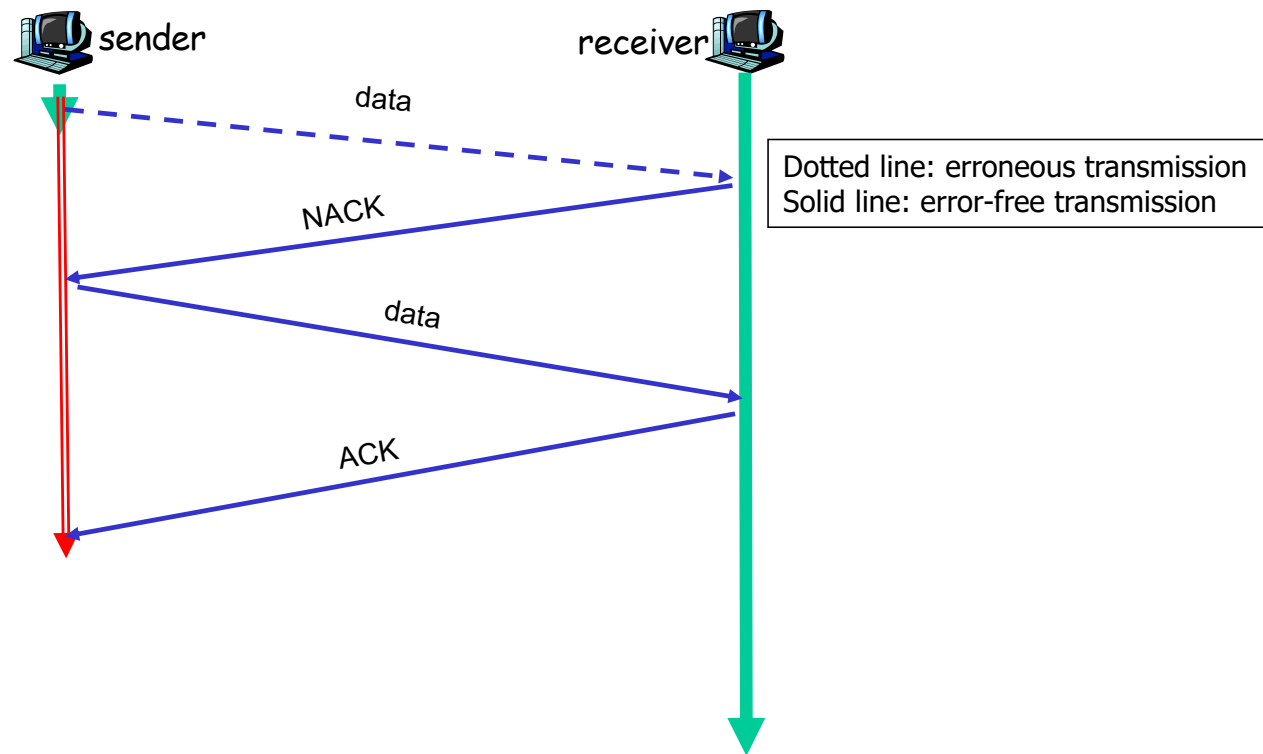 sender
receiver
data
Dotted line: erroneous transmission
Solid line: error-free transmission
NACK
data
ACK